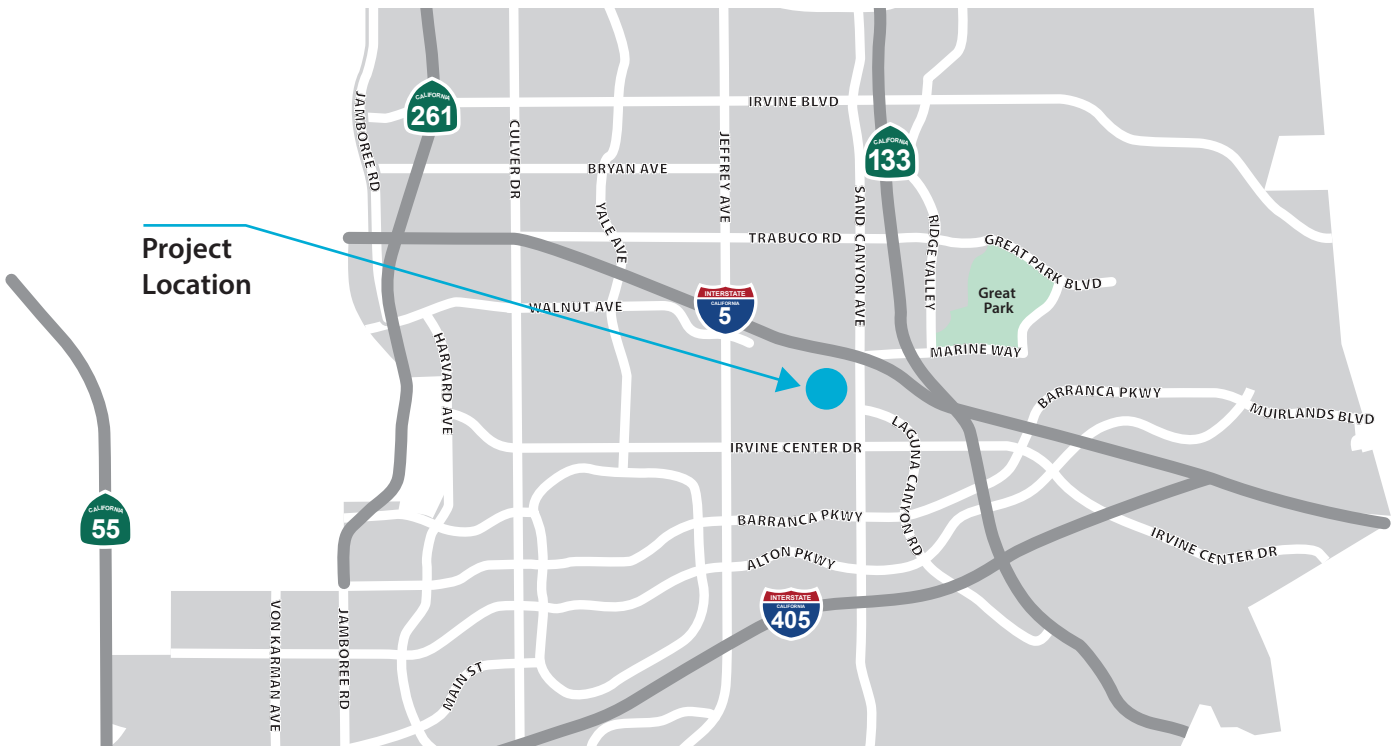 JAMBOREE RD
CALIFORNIA
261
CULVER DR
IRVINE BLVD
JEFFREY AVE
CALIFORNIA
133
BRYAN AVE
SAND CANYON AVE
YALE AVE
RIDGE VALLEY
TRABUCO RD
GREAT PARK BLVD
Project
Location
Great
Park
INTERSTATE
CALIFORNIA
5
WALNUT AVE
HARVARD AVE
MARINE WAY
BARRANCA PKWY
MUIRLANDS BLVD
LAGUNA CANYON RD
IRVINE CENTER DR
CALIFORNIA
55
BARRANCA PKWY
IRVINE CENTER DR
ALTON PKWY
INTERSTATE
CALIFORNIA
405
VON KARMAN AVE
JAMBOREE RD
MAIN ST